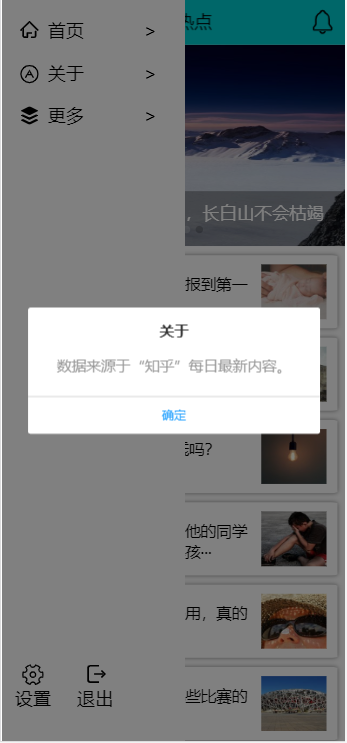 热点
首页 >
关于 >
更多 >
，长白山不会枯竭
报到第一
关于
数据来源于“知乎”每日最新内容。
确定
吗？
他的同学
孩...
用，真的
些比赛的
设置 退出